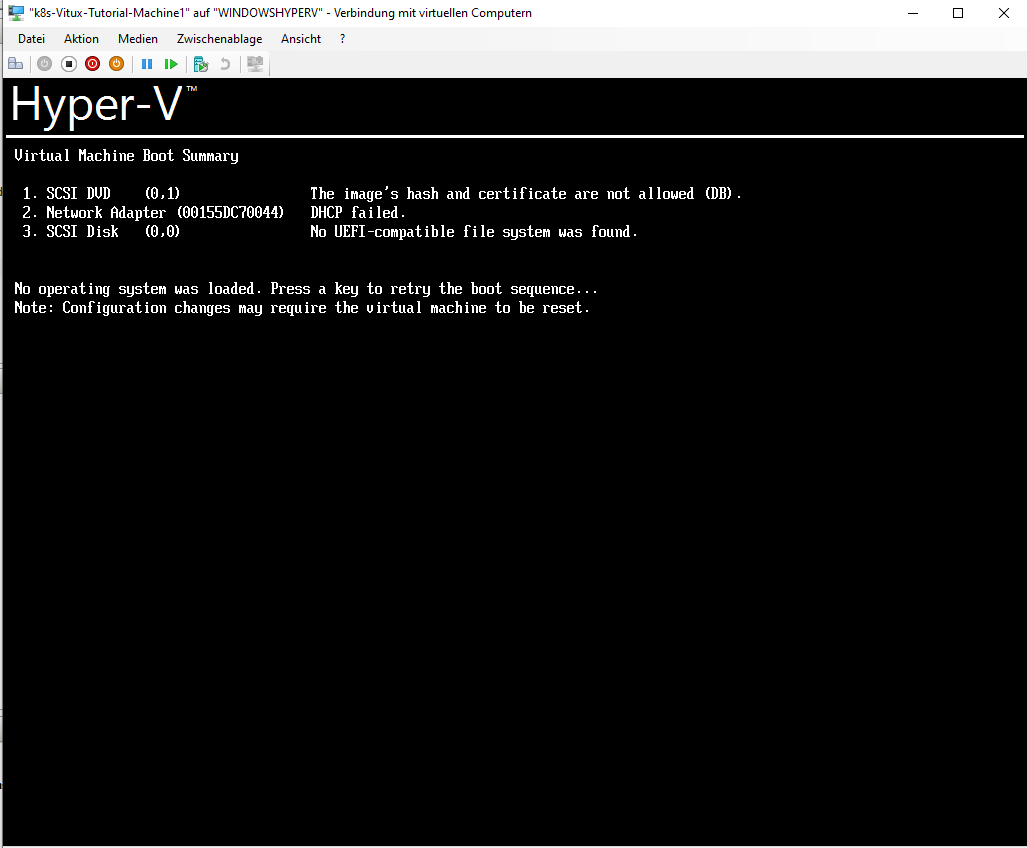 "k8s-Vitux-Tutorial-Machine1" auf "WINDOWSHYPERV" - Verbindung mit virtuellen Computern
Datei Aktion Medien Zwischenablage Ansicht ?
Hyper-V™
Virtual Machine Boot Summary
1. SCSI DVD (0,1) The image's hash and certificate are not allowed (DB).
2. Network Adapter (00155DC70044) DHCP failed.
3. SCSI Disk (0,0) No UEFI-compatible file system was found.
No operating system was loaded. Press a key to retry the boot sequence...
Note: Configuration changes may require the virtual machine to be reset.